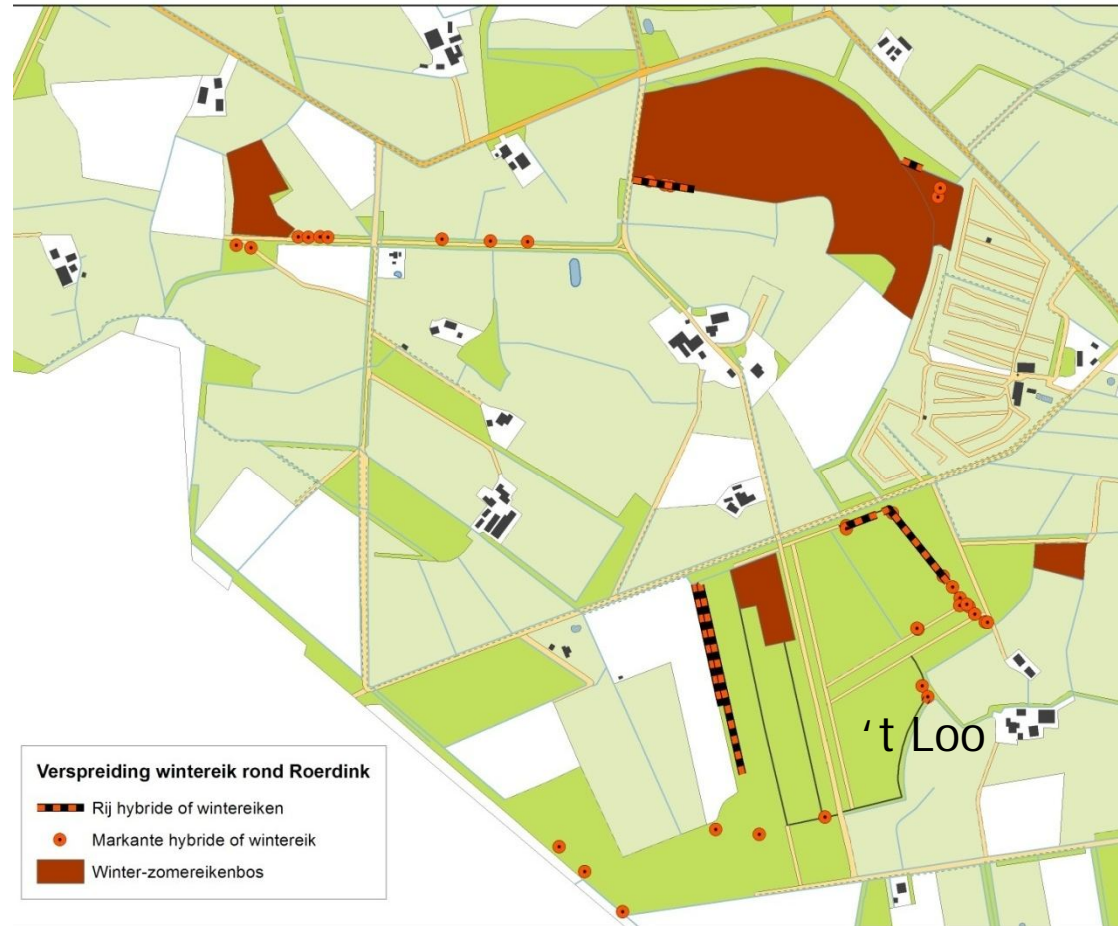 ‘t Loo
Verspreiding wintereik rond Roerdink
Rij hybride of wintereiken
Markante hybride of wintereik
Winter-zomereikenbos